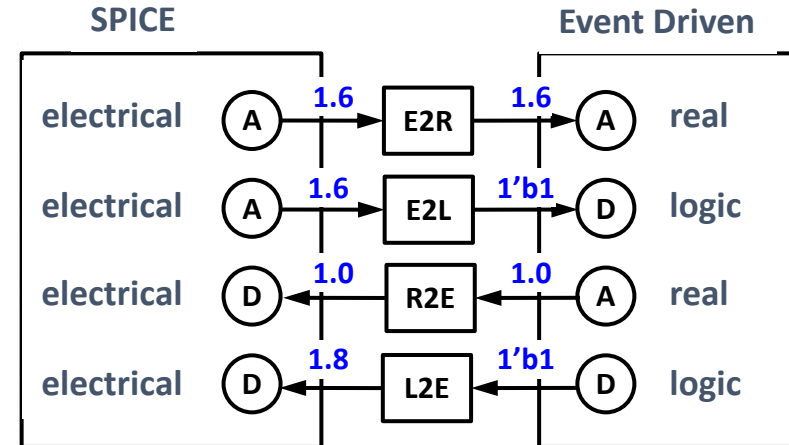 SPICE Event Driven
electrical A 1.6 E2R 1.6 A real
electrical A 1.6 E2L 1’b1 D logic
electrical D 1.0 R2E 1.0 A real
electrical D 1.8 L2E 1’b1 D logic